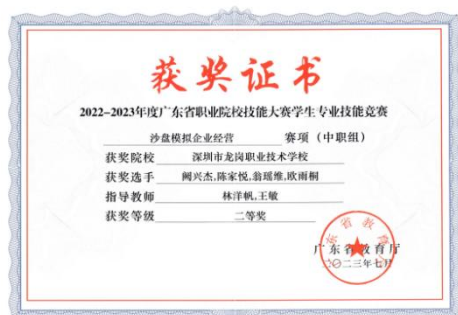 获奖证书
2022-2023年度广东省职业院校技能大赛学生专业技能竞赛
沙盘模拟企业经营 赛项（中职组）
获奖院校 深圳市龙岗职业技术学校
获奖选手 阙兴杰,陈家悦,翁瑶维,欧雨桐
指导教师 林洋帆,王敏
获奖等级 二等奖
广东省教育厅
二〇二三年七月